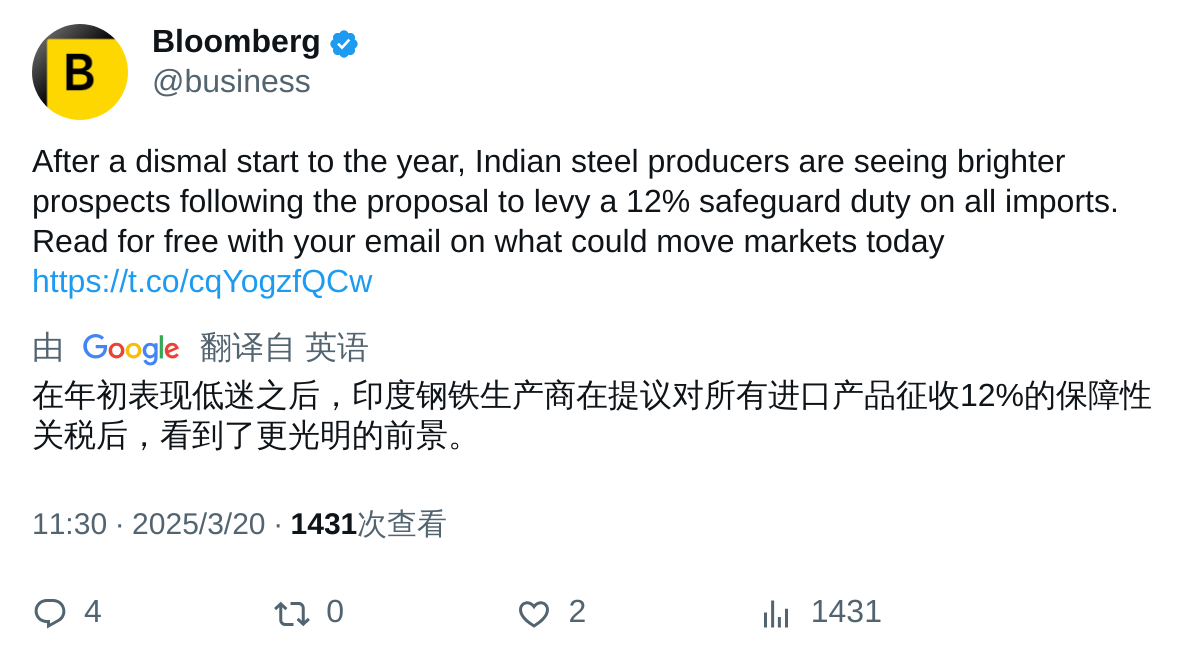 B
Bloomberg
@business
After a dismal start to the year, Indian steel producers are seeing brighter
prospects following the proposal to levy a 12% safeguard duty on all imports.
Read for free with your email on what could move markets today
https://t.co/cqYogzfQCw
由 Google 翻译自 英语
在年初表现低迷之后，印度钢铁生产商在提议对所有进口产品征收12%的保障性
关税后，看到了更光明的前景。
11:30 · 2025/3/20 · 1431次查看
4 0 2 1431